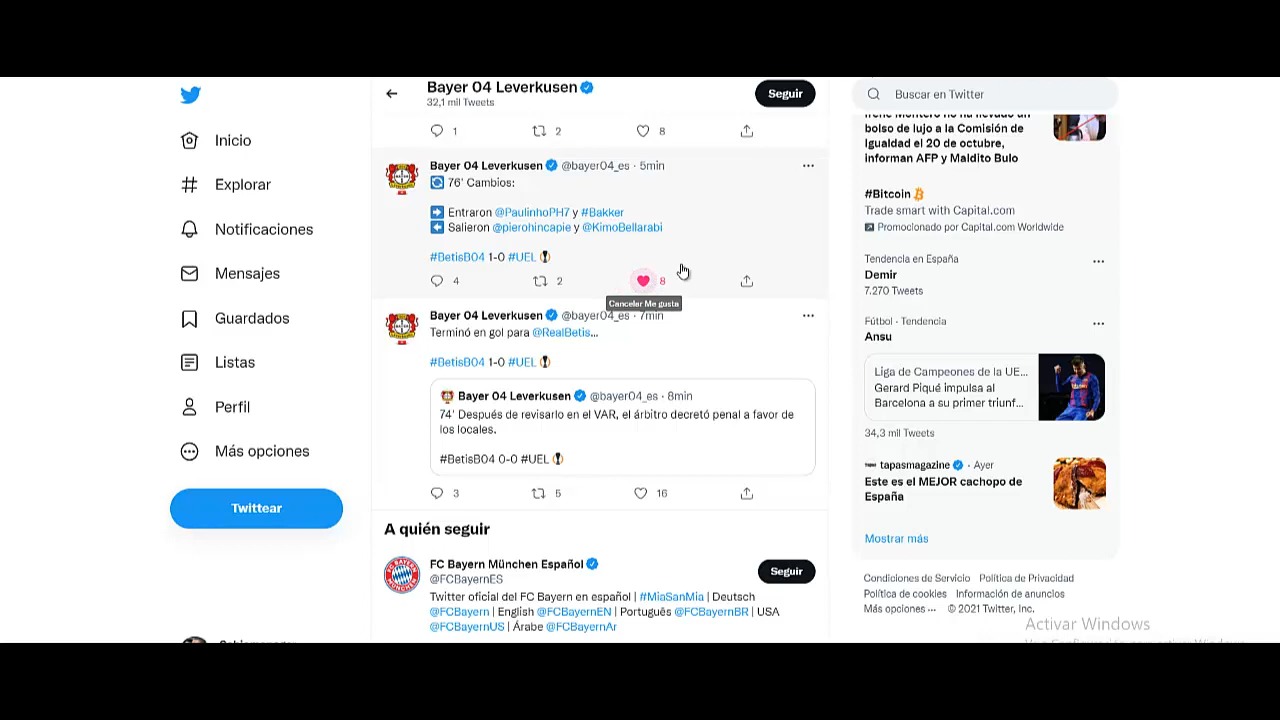 Bayer 04 Leverkusen
32,1 mil Tweets
Seguir
1 2 8
Inicio
Explorar
Notificaciones
Mensajes
Guardados
Listas
Perfil
Más opciones
Twittear
Bayer 04 Leverkusen @bayer04_es · 5min
76' Cambios:
Entraron @PaulinhoPH7 y #Bakker
Salieron @pierohincapie y @KimoBellarabi
#BetisB04 1-0 #UEL
4 2 8
Cancelar Me gusta
Bayer 04 Leverkusen @bayer04_es · 7min
Terminó en gol para @RealBetis...
#BetisB04 1-0 #UEL
Bayer 04 Leverkusen @bayer04_es · 8min
74' Después de revisarlo en el VAR, el árbitro decretó penal a favor de
los locales.
#BetisB04 0-0 #UEL
3 5 16
A quién seguir
FC Bayern München Español
@FCBayernES
Seguir
Twitter oficial del FC Bayern en español | #MiaSanMia | Deutsch
@FCBayern | English @FCBayernEN | Português @FCBayernBR | USA
@FCBayernUS | Árabe @FCBayernAr
Buscar en Twitter
Irene Montero no ha llevado un
bolso de lujo a la Comisión de
Igualdad el 20 de octubre,
informan AFP y Maldito Bulo
#Bitcoin
Trade smart with Capital.com
Promocionado por Capital.com Worldwide
Tendencia en España
Demir
7.270 Tweets
Fútbol · Tendencia
Ansu
Liga de Campeones de la UE...
Gerard Piqué impulsa al
Barcelona a su primer triunf...
34,3 mil Tweets
tapasmagazine · Ayer
Este es el MEJOR cachopo de
España
Mostrar más
Condiciones de Servicio Política de Privacidad
Política de cookies Información de anuncios
Más opciones ··· © 2021 Twitter, Inc.
Activar Windows